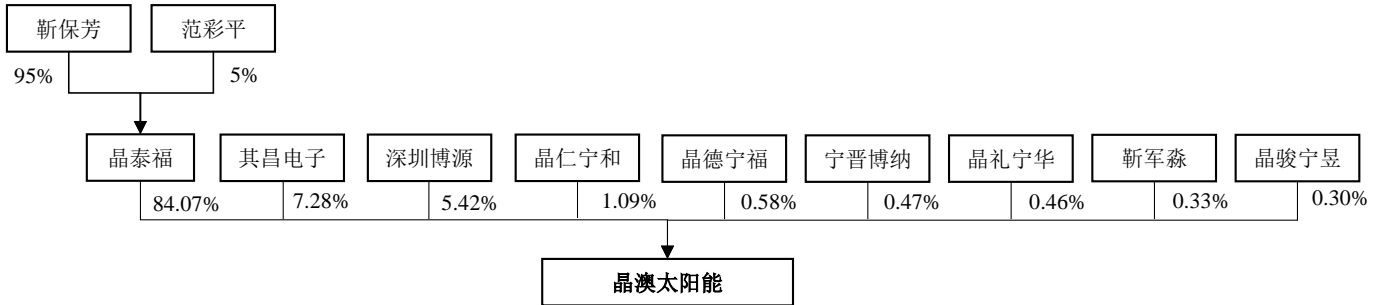 靳保芳 范彩平
95% 5%
晶泰福 其昌电子 深圳博源 晶仁宁和 晶德宁福 宁晋博纳 晶礼宁华 靳军淼 晶骏宁昱
84.07% 7.28% 5.42% 1.09% 0.58% 0.47% 0.46% 0.33% 0.30%
晶澳太阳能